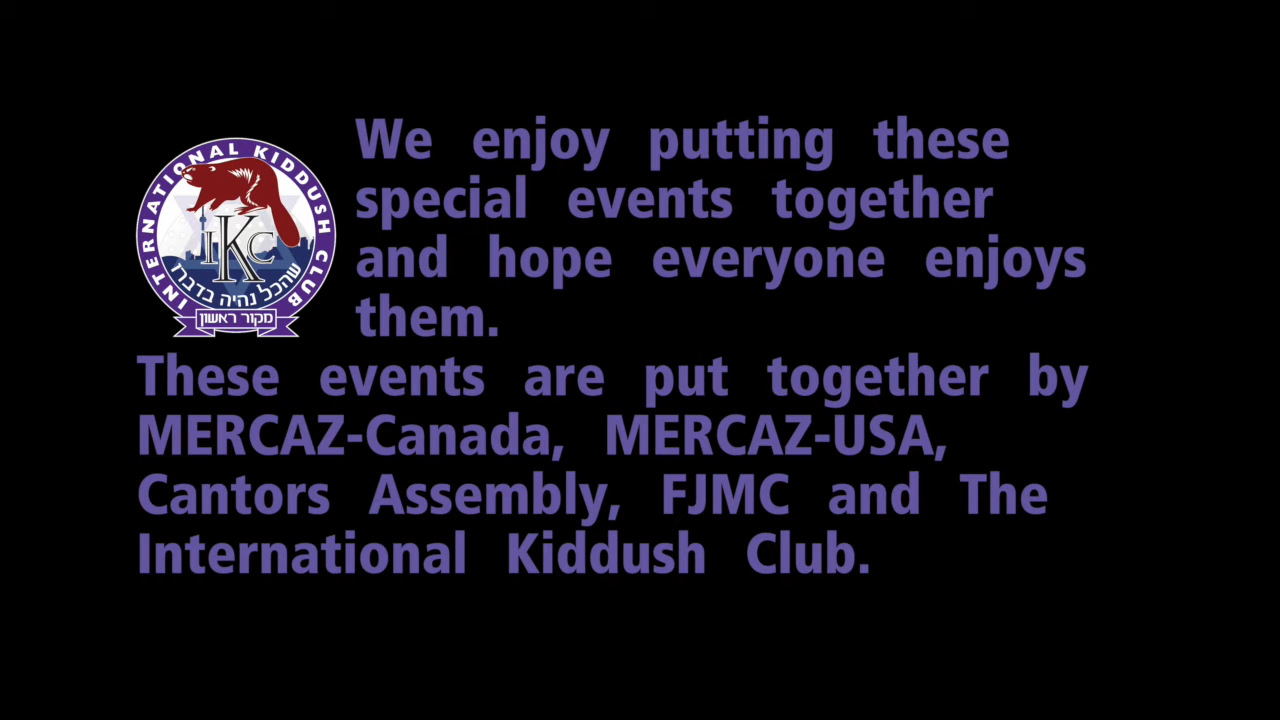 INTERNATIONAL KIDDUSH CLUB
IKC
שהכל נהיה בדברו
מקור ראשון
We enjoy putting these
special events together
and hope everyone enjoys
them.
These events are put together by
MERCAZ-Canada, MERCAZ-USA,
Cantors Assembly, FJMC and The
International Kiddush Club.